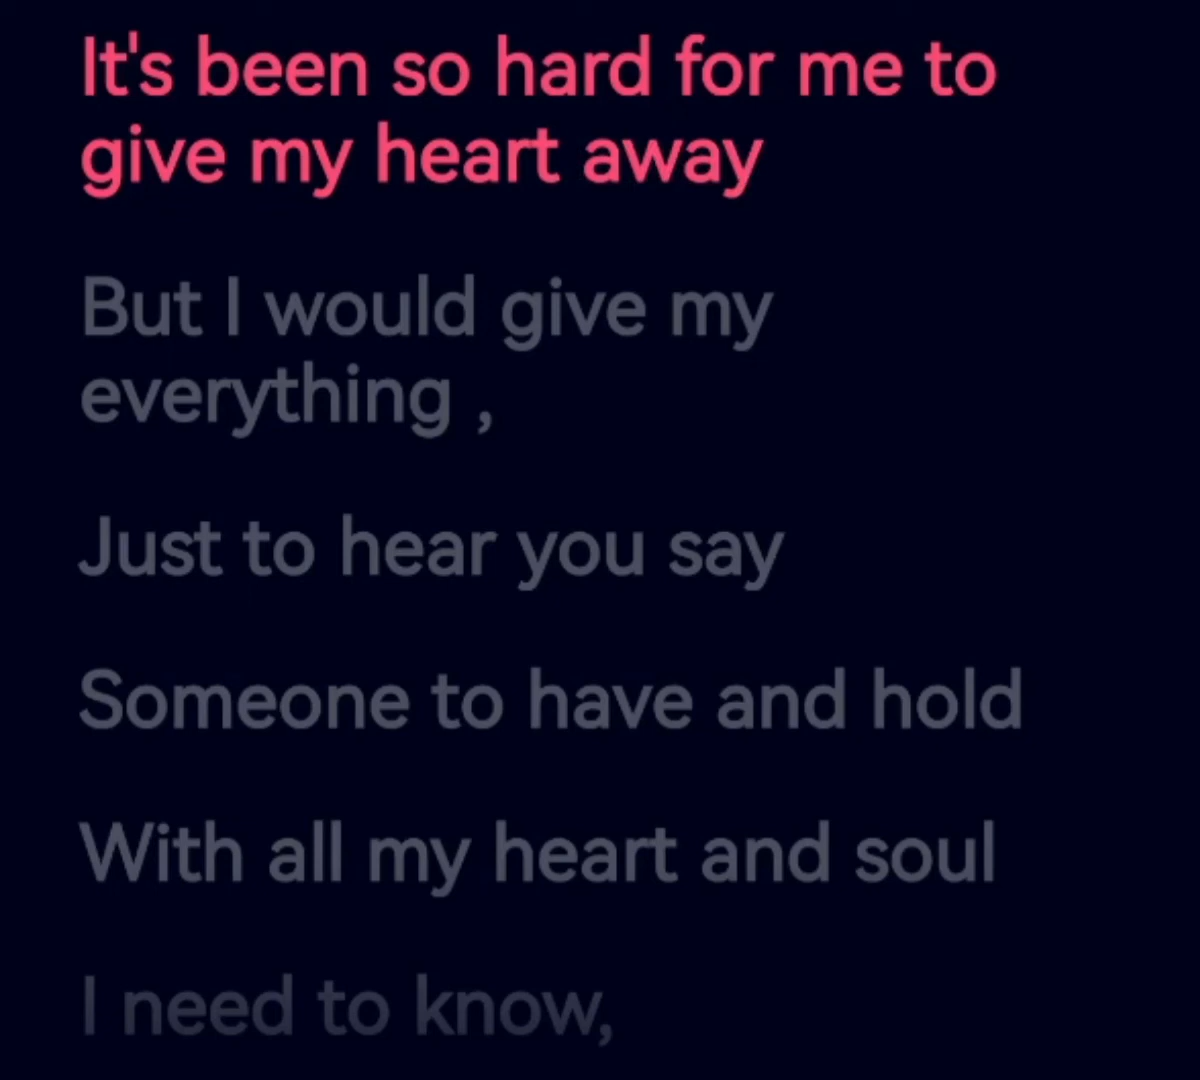 It's been so hard for me to
give my heart away
But I would give my
everything ,
Just to hear you say
Someone to have and hold
With all my heart and soul
I need to know,